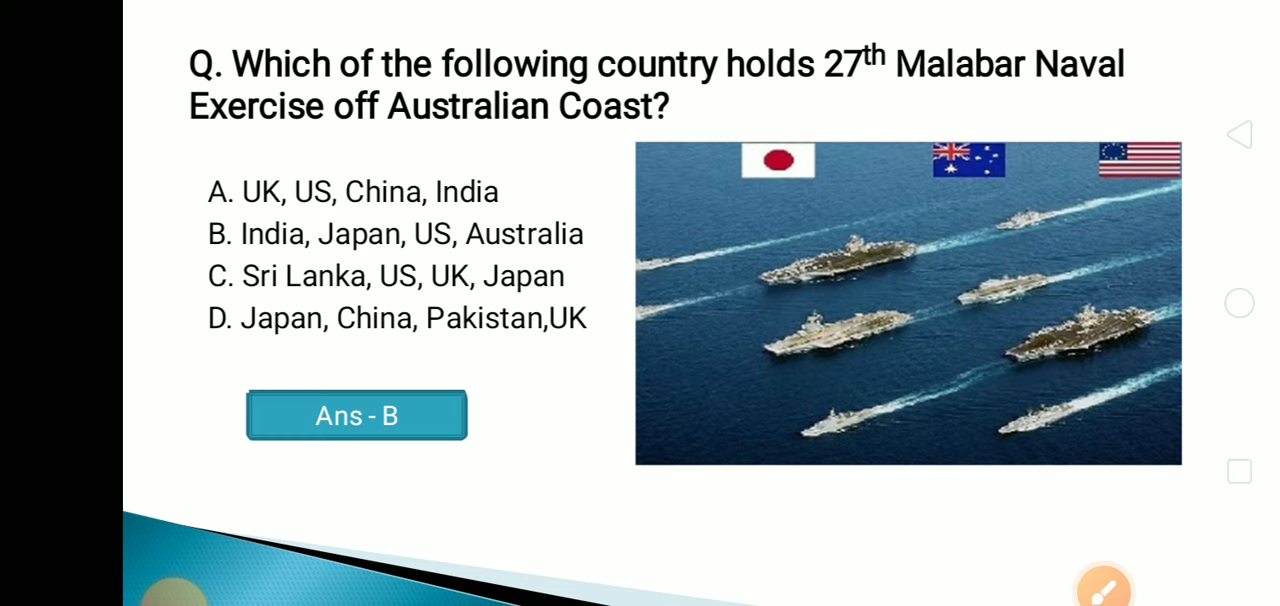 Q. Which of the following country holds 27th Malabar Naval
Exercise off Australian Coast?
A. UK, US, China, India
B. India, Japan, US, Australia
C. Sri Lanka, US, UK, Japan
D. Japan, China, Pakistan,UK
Ans - B